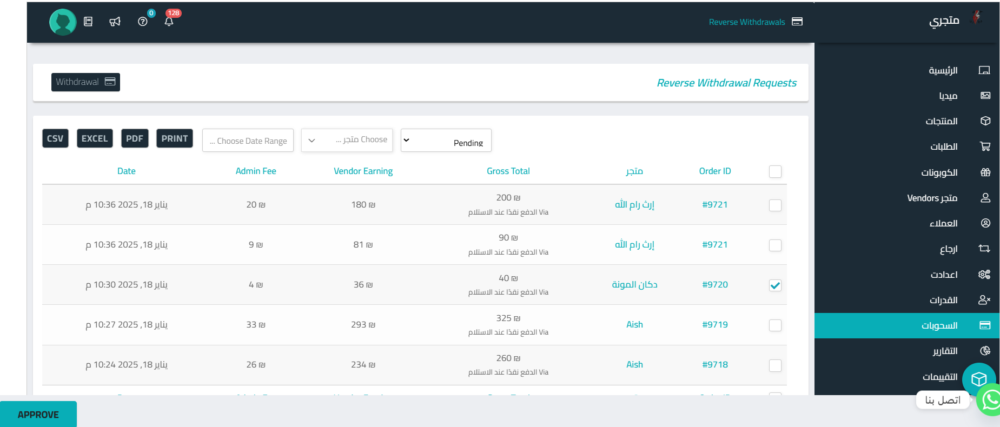 متجري
Reverse Withdrawals
128
0
الرئيسية
ميديا
المنتجات
الطلبات
الكوبونات
متجر Vendors
العملاء
ارجاع
اعدادت
القدرات
السحوبات
التقارير
التقييمات
اتصل بنا
Reverse Withdrawal Requests
Withdrawal
Pending
Choose متجر ...
Choose Date Range ...
PRINT
PDF
EXCEL
CSV
Order ID متجر Gross Total Vendor Earning Admin Fee Date
#9721 إرث رام الله 200 ₪ 180 ₪ 20 ₪ يناير 18, 2025 10:36 م
Via الدفع نقدًا عند الاستلام
#9721 إرث رام الله 90 ₪ 81 ₪ 9 ₪ يناير 18, 2025 10:36 م
Via الدفع نقدًا عند الاستلام
#9720 دكان المونة 40 ₪ 36 ₪ 4 ₪ يناير 18, 2025 10:30 م
Via الدفع نقدًا عند الاستلام
#9719 Aish 325 ₪ 293 ₪ 33 ₪ يناير 18, 2025 10:27 م
Via الدفع نقدًا عند الاستلام
#9718 Aish 260 ₪ 234 ₪ 26 ₪ يناير 18, 2025 10:24 م
Via الدفع نقدًا عند الاستلام
APPROVE